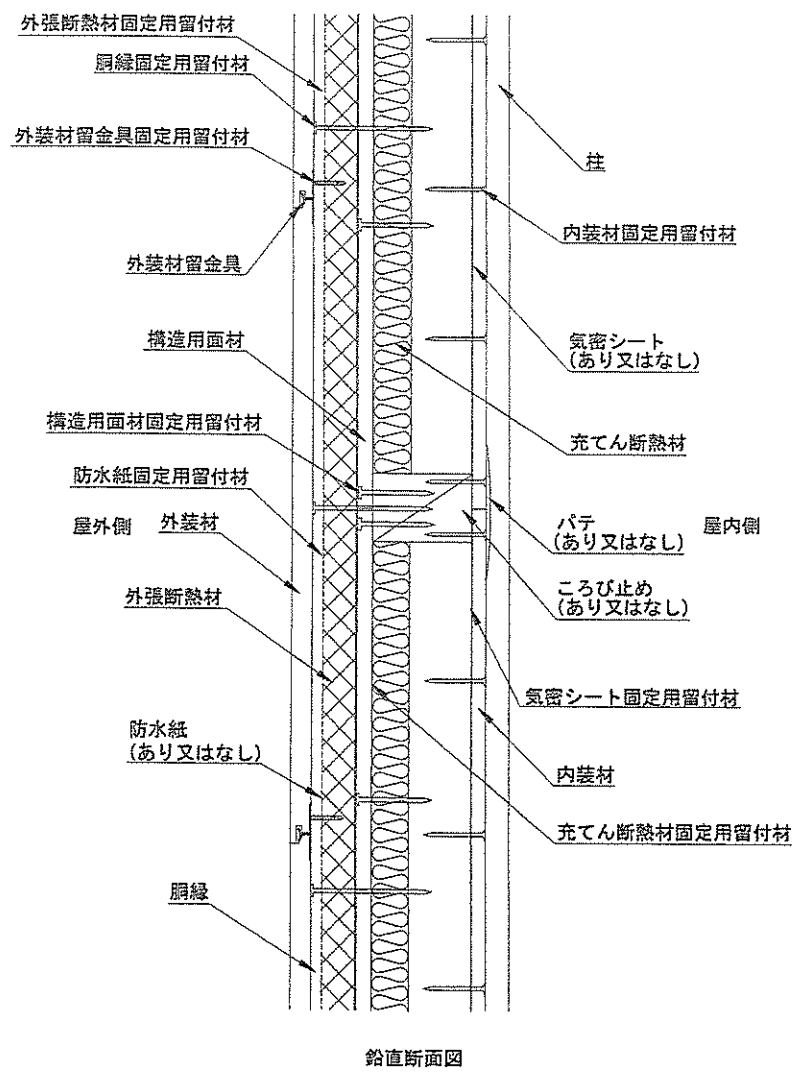 外張断熱材固定用留付材
胴縁固定用留付材
外装材留金具固定用留付材
外装材留金具
構造用面材
構造用面材固定用留付材
防水紙固定用留付材
屋外側
外装材
外張断熱材
防水紙
(あり又はなし)
胴縁
柱
内装材固定用留付材
気密シート
(あり又はなし)
充てん断熱材
パテ
(あり又はなし)
屋内側
ころび止め
(あり又はなし)
気密シート固定用留付材
内装材
充てん断熱材固定用留付材
鉛直断面図